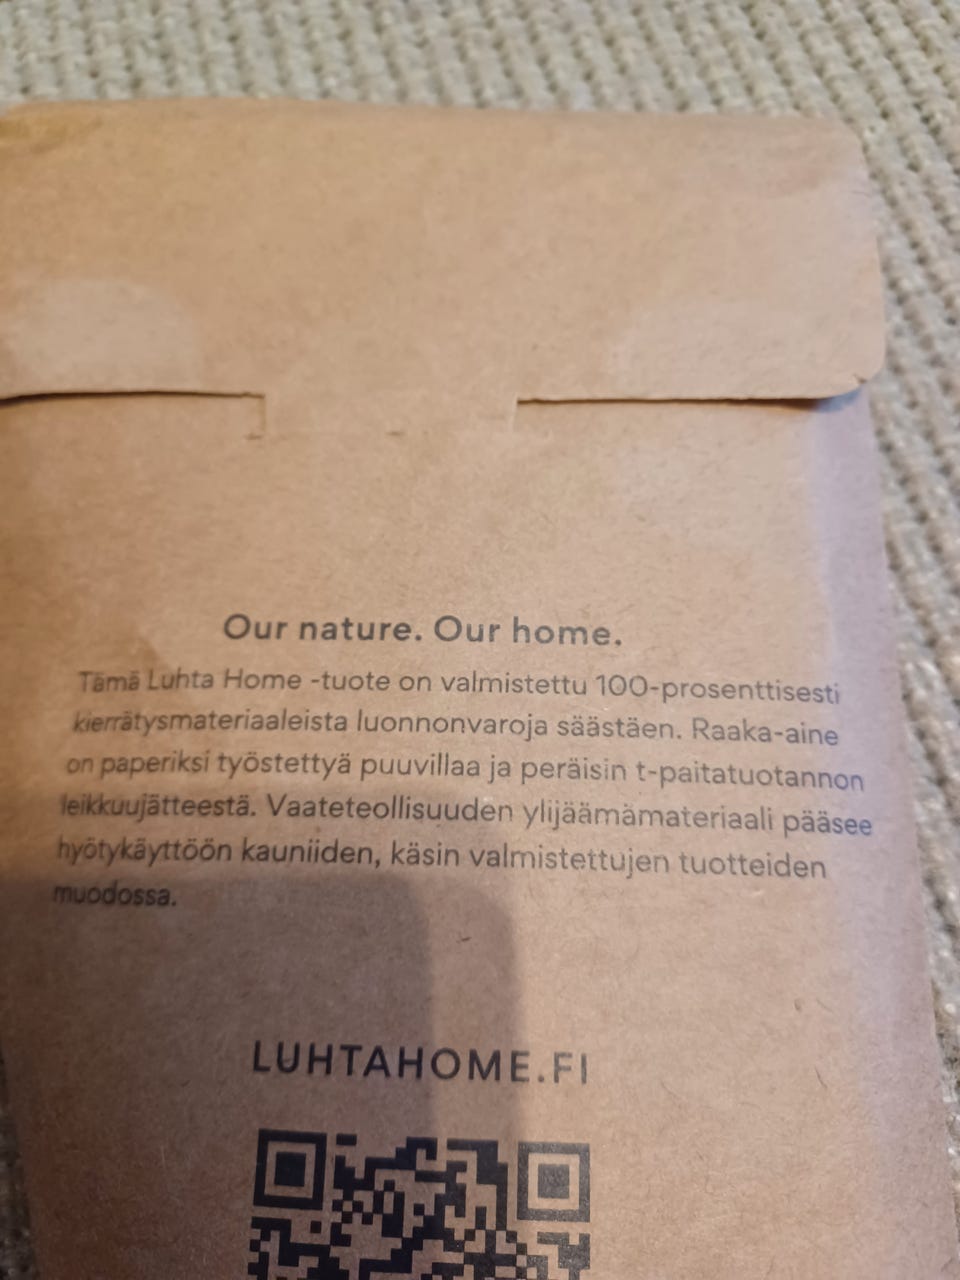 Our nature. Our home.
Tämä Luhta Home -tuote on valmistettu 100-prosenttisesti
kierrätysmateriaaleista luonnonvaroja säästäen. Raaka-aine
on paperiksi työstettyä puuvillaa ja peräisin t-paitatuotannon
leikkuujätteestä. Vaateteollisuuden ylijäämämateriaali pääsee
hyötykäyttöön kauniiden, käsin valmistettujen tuotteiden
muodossa.
LUHTAHOME.FI